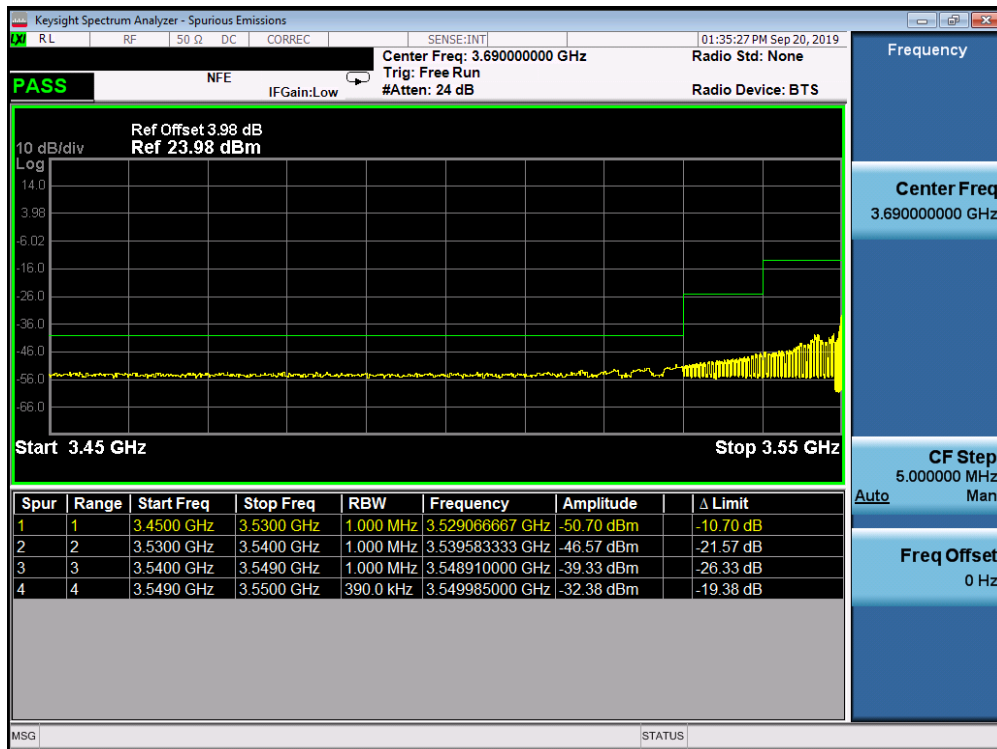 Keysight Spectrum Analyzer - Spurious Emissions
LXI RL RF 50 Ω DC CORREC SENSE:INT 01:35:27 PM Sep 20, 2019
Center Freq: 3.690000000 GHz Radio Std: None
Trig: Free Run
PASS NFE IFGain:Low #Atten: 24 dB Radio Device: BTS
Ref Offset 3.98 dB
10 dB/div Ref 23.98 dBm
Log
14.0
3.98
-6.02
-16.0
-26.0
-36.0
-46.0
-56.0
-66.0
Start 3.45 GHz Stop 3.55 GHz
Spur Range Start Freq Stop Freq RBW Frequency Amplitude Δ Limit
1 1 3.4500 GHz 3.5300 GHz 1.000 MHz 3.529066667 GHz -50.70 dBm -10.70 dB
2 2 3.5300 GHz 3.5400 GHz 1.000 MHz 3.539583333 GHz -46.57 dBm -21.57 dB
3 3 3.5400 GHz 3.5490 GHz 1.000 MHz 3.548910000 GHz -39.33 dBm -26.33 dB
4 4 3.5490 GHz 3.5500 GHz 390.0 kHz 3.549985000 GHz -32.38 dBm -19.38 dB
MSG STATUS
Frequency
Center Freq
3.690000000 GHz
CF Step
5.000000 MHz
Auto Man
Freq Offset
0 Hz